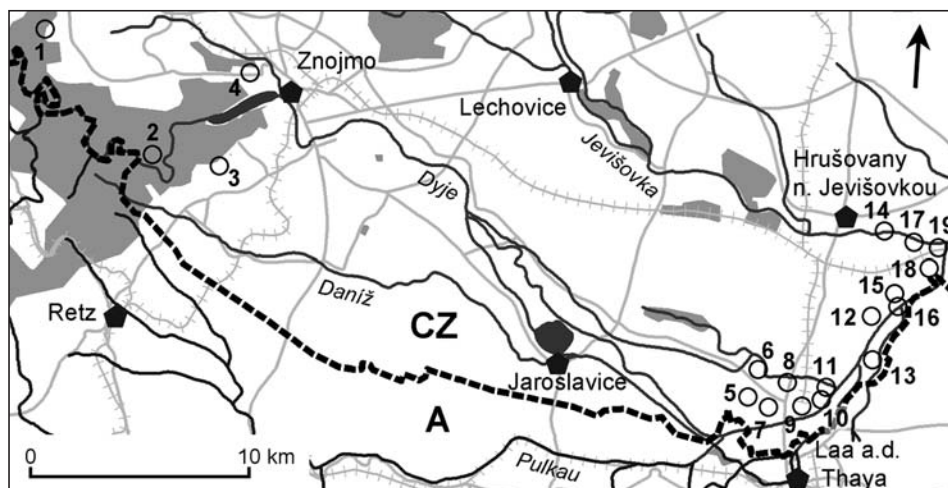 1
4
Znojmo
2
3
Lechovice
Jevišovka
Hrušovany
n. Jevišovkou
14
17
19
18
15
16
12
13
Dyje
Daníž
Retz
CZ
A
Jaroslavice
6
8
11
5
7
9
10
Laa a.d.
Thaya
Pulkau
0 10 km